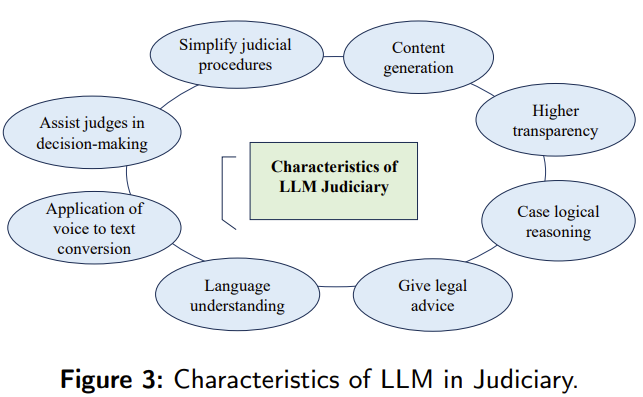 Simplify judicial
procedures
Content
generation
Higher
transparency
Case logical
reasoning
Give legal
advice
Language
understanding
Application of
voice to text
conversion
Assist judges in
decision-making
Characteristics of
LLM Judiciary
Figure 3: Characteristics of LLM in Judiciary.